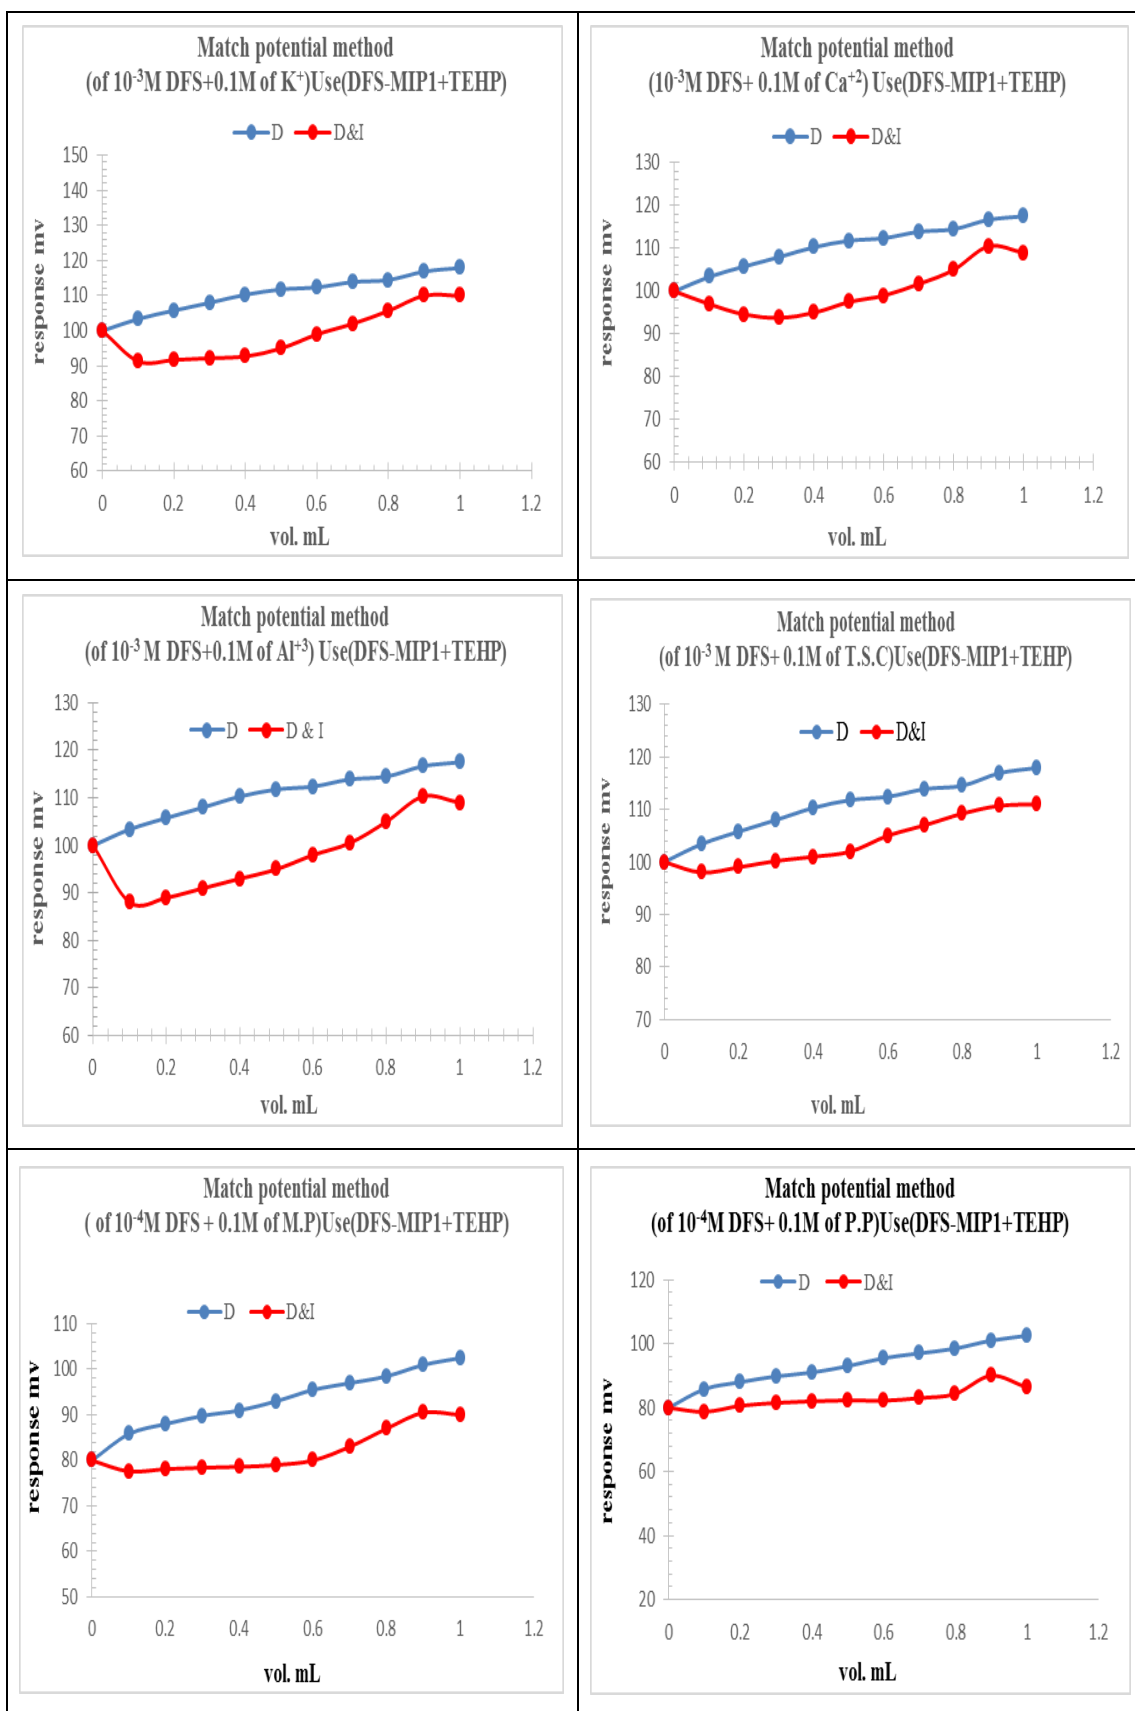 Match potential method
(of 10⁻³M DFS+0.1M of K⁺)Use(DFS-MIP1+TEHP)
D D&I
150
140
130
120
110
100
90
80
70
60
response mv
0 0.2 0.4 0.6 0.8 1 1.2
vol. mL
Match potential method
(10⁻³M DFS+ 0.1M of Ca⁺²) Use(DFS-MIP1+TEHP)
D D&I
130
120
110
100
90
80
70
60
response mv
0 0.2 0.4 0.6 0.8 1 1.2
vol. mL
Match potential method
(of 10⁻³ M DFS+0.1M of Al⁺³) Use(DFS-MIP1+TEHP)
D D & I
130
120
110
100
90
80
70
60
response mv
0 0.2 0.4 0.6 0.8 1 1.2
vol. mL
Match potential method
(of 10⁻³ M DFS+ 0.1M of T.S.C)Use(DFS-MIP1+TEHP)
D D&I
130
120
110
100
90
80
70
response mv
0 0.2 0.4 0.6 0.8 1 1.2
vol. mL
Match potential method
( of 10⁻⁴M DFS + 0.1M of M.P)Use(DFS-MIP1+TEHP)
D D&I
110
100
90
80
70
60
50
response mv
0 0.2 0.4 0.6 0.8 1 1.2
vol. mL
Match potential method
(of 10⁻⁴M DFS+ 0.1M of P.P)Use(DFS-MIP1+TEHP)
D D&I
120
100
80
60
40
20
response mv
0 0.2 0.4 0.6 0.8 1 1.2
vol. mL